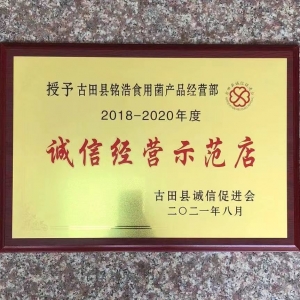 授予 古田县铭浩食用菌产品经营部
2018-2020年度
诚信经营示范店
古田县诚信促进会
二〇二一年八月